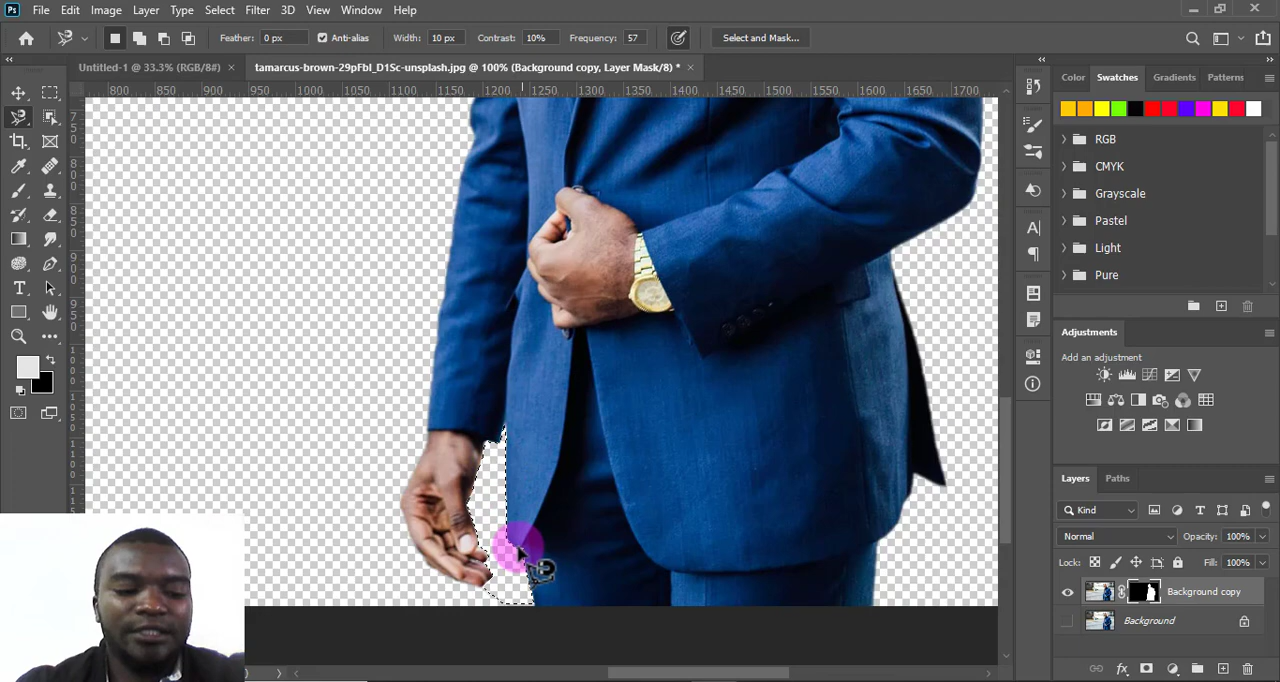 Ps File Edit Image Layer Type Select Filter 3D View Window Help
Feather: 0 px Anti-alias Width: 10 px Contrast: 10% Frequency: 57 Select and Mask...
Untitled-1 @ 33.3% (RGB/8#) × tamarcus-brown-29pFbI_D1Sc-unsplash.jpg @ 100% (Background copy, Layer Mask/8) * ×
800 850 900 950 1000 1050 1100 1150 1200 1250 1300 1350 1400 1450 1500 1550 1600 1650 1700
Color Swatches Gradients Patterns
RGB
CMYK
Grayscale
Pastel
Light
Pure
Adjustments
Add an adjustment
Layers Paths
Kind
Normal Opacity: 100%
Lock: Fill: 100%
Background copy
Background
fx